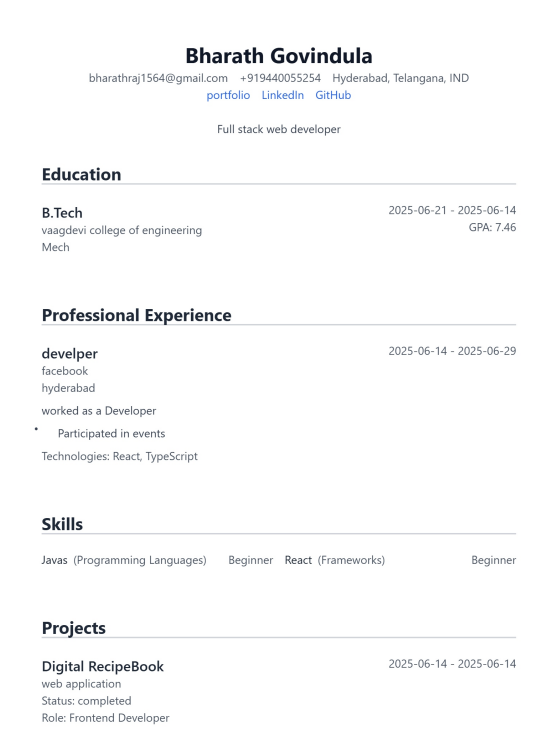 Bharath Govindula
bharathraj1564@gmail.com +919440055254 Hyderabad, Telangana, IND
portfolio LinkedIn GitHub
Full stack web developer
Education
B.Tech 2025-06-21 - 2025-06-14
vaagdevi college of engineering GPA: 7.46
Mech
Professional Experience
develper 2025-06-14 - 2025-06-29
facebook
hyderabad
worked as a Developer
• Participated in events
Technologies: React, TypeScript
Skills
Javas (Programming Languages) Beginner React (Frameworks) Beginner
Projects
Digital RecipeBook 2025-06-14 - 2025-06-14
web application
Status: completed
Role: Frontend Developer